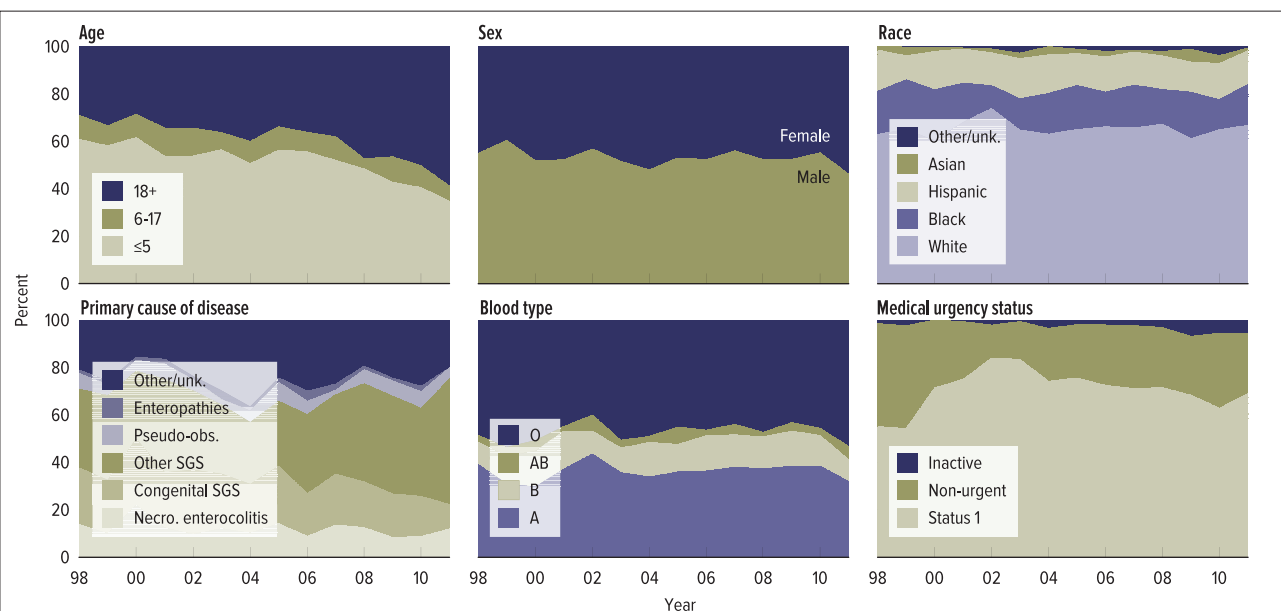 Age
Sex
Race
Percent
100
80
60
40
20
0
18+
6-17
≤5
Female
Male
Other/unk.
Asian
Hispanic
Black
White
Primary cause of disease
Blood type
Medical urgency status
100
80
60
40
20
0
Other/unk.
Enteropathies
Pseudo-obs.
Other SGS
Congenital SGS
Necro. enterocolitis
O
AB
B
A
Inactive
Non-urgent
Status 1
98 00 02 04 06 08 10
98 00 02 04 06 08 10
98 00 02 04 06 08 10
Year